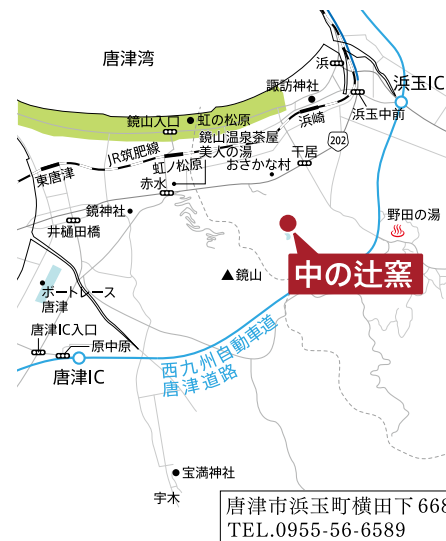 唐津湾
浜
浜玉IC
諏訪神社
鏡山入口
虹の松原
浜玉中前
浜崎
鏡山温泉茶屋
美人の湯
202
JR筑肥線
虹ノ松原
干居
おさかな村
東唐津
赤水
鏡神社
野田の湯
井樋田橋
中の辻窯
鏡山
ボートレース
唐津
唐津IC入口
原中原
唐津IC
西九州自動車道
唐津道路
宝満神社
宇木
唐津市浜玉町横田下 668
TEL.0955-56-6589